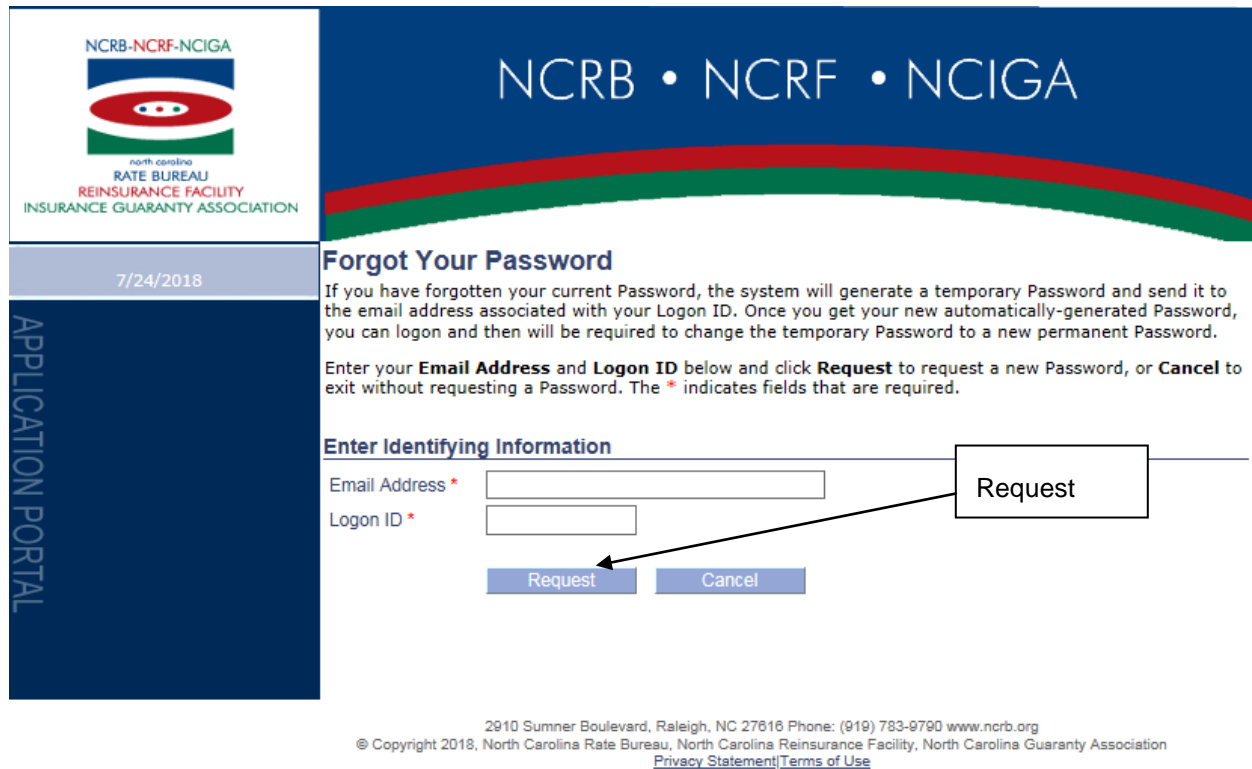 NCRB-NCRF-NCIGA
north carolina
RATE BUREAU
REINSURANCE FACILITY
INSURANCE GUARANTY ASSOCIATION
NCRB • NCRF • NCIGA
7/24/2018
APPLICATION PORTAL
Forgot Your Password
If you have forgotten your current Password, the system will generate a temporary Password and send it to
the email address associated with your Logon ID. Once you get your new automatically-generated Password,
you can logon and then will be required to change the temporary Password to a new permanent Password.
Enter your Email Address and Logon ID below and click Request to request a new Password, or Cancel to
exit without requesting a Password. The * indicates fields that are required.
Enter Identifying Information
Email Address *
Request
Logon ID *
Request Cancel
2910 Sumner Boulevard, Raleigh, NC 27616 Phone: (919) 783-9790 www.ncrb.org
© Copyright 2018, North Carolina Rate Bureau, North Carolina Reinsurance Facility, North Carolina Guaranty Association
Privacy Statement|Terms of Use